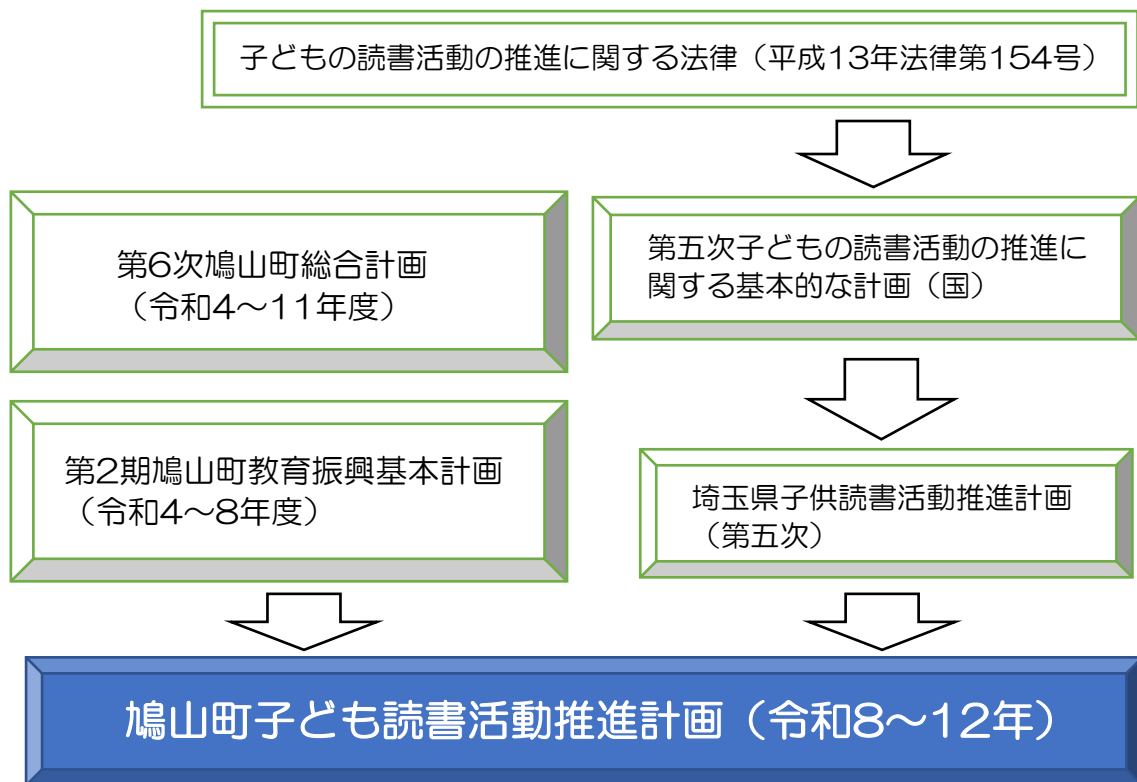 子どもの読書活動の推進に関する法律（平成13年法律第154号）
第6次鳩山町総合計画
（令和4～11年度）
第五次子どもの読書活動の推進に
関する基本的な計画（国）
第2期鳩山町教育振興基本計画
（令和4～8年度）
埼玉県子供読書活動推進計画
（第五次）
鳩山町子ども読書活動推進計画（令和8～12年）